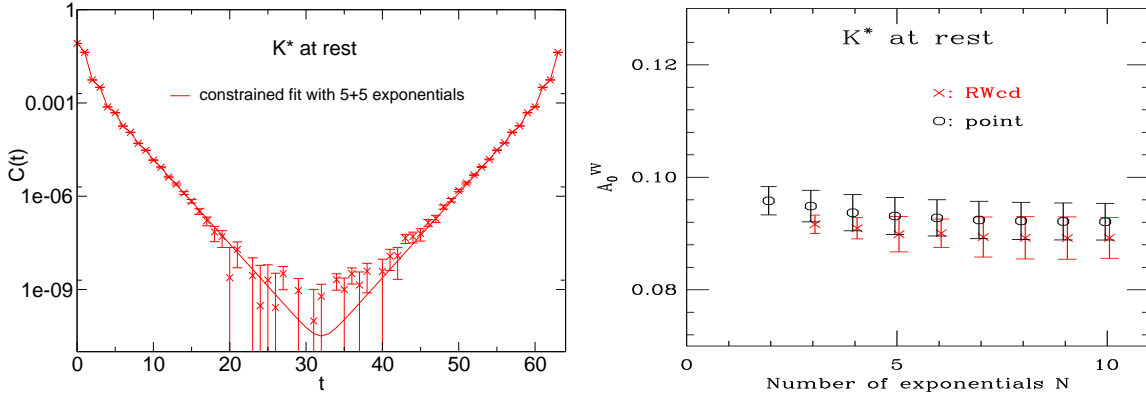 1
0.001
1e-06
1e-09
C(t)
K* at rest
constrained fit with 5+5 exponentials
0 10 20 30 40 50 60
t
0.12
0.10
0.08
A_0^VV
K* at rest
×: RWcd
o: point
0 5 10
Number of exponentials N